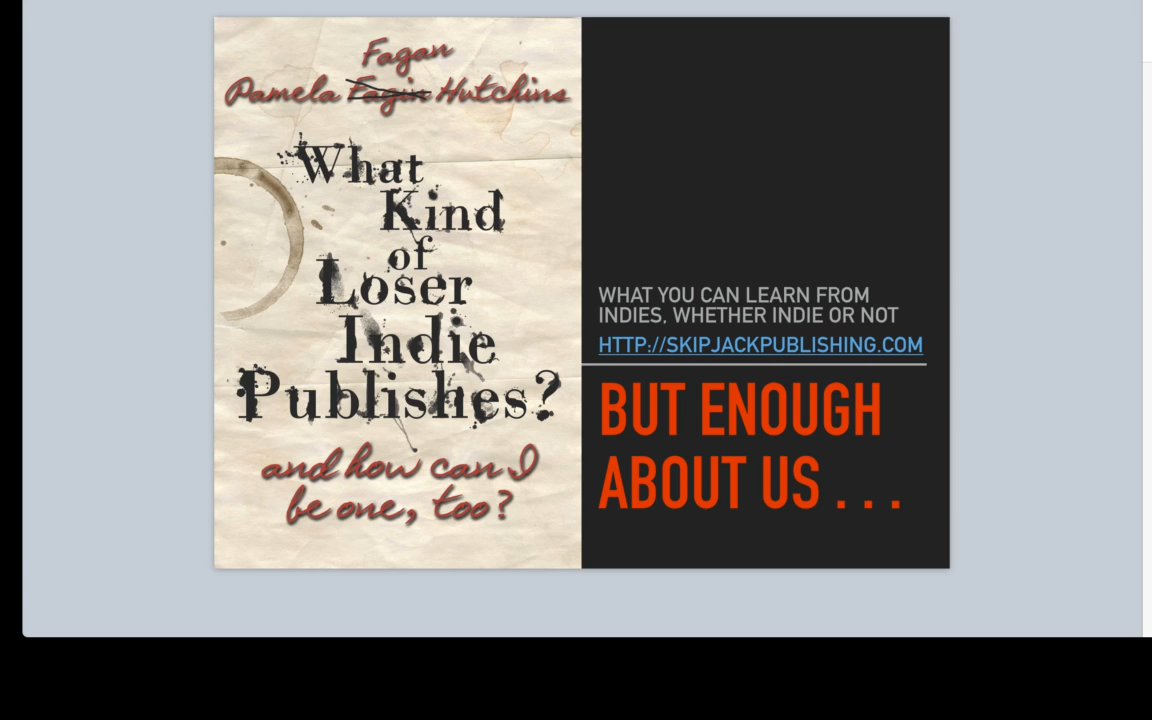 Fagan
Pamela Fagin Hutchins
What
Kind
of
Loser
Indie
Publishes?
and how can I
be one, too?
WHAT YOU CAN LEARN FROM
INDIES, WHETHER INDIE OR NOT
HTTP://SKIPJACKPUBLISHING.COM
BUT ENOUGH
ABOUT US . . .